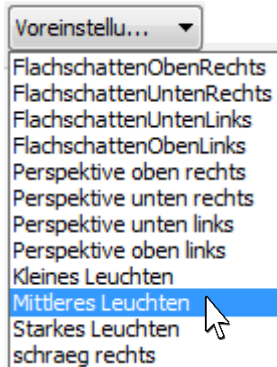 Voreinstellu...
FlachschattenObenRechts
FlachschattenUntenRechts
FlachschattenUntenLinks
FlachschattenObenLinks
Perspektive oben rechts
Perspektive unten rechts
Perspektive unten links
Perspektive oben links
Kleines Leuchten
Mittleres Leuchten
Starkes Leuchten
schraeg rechts